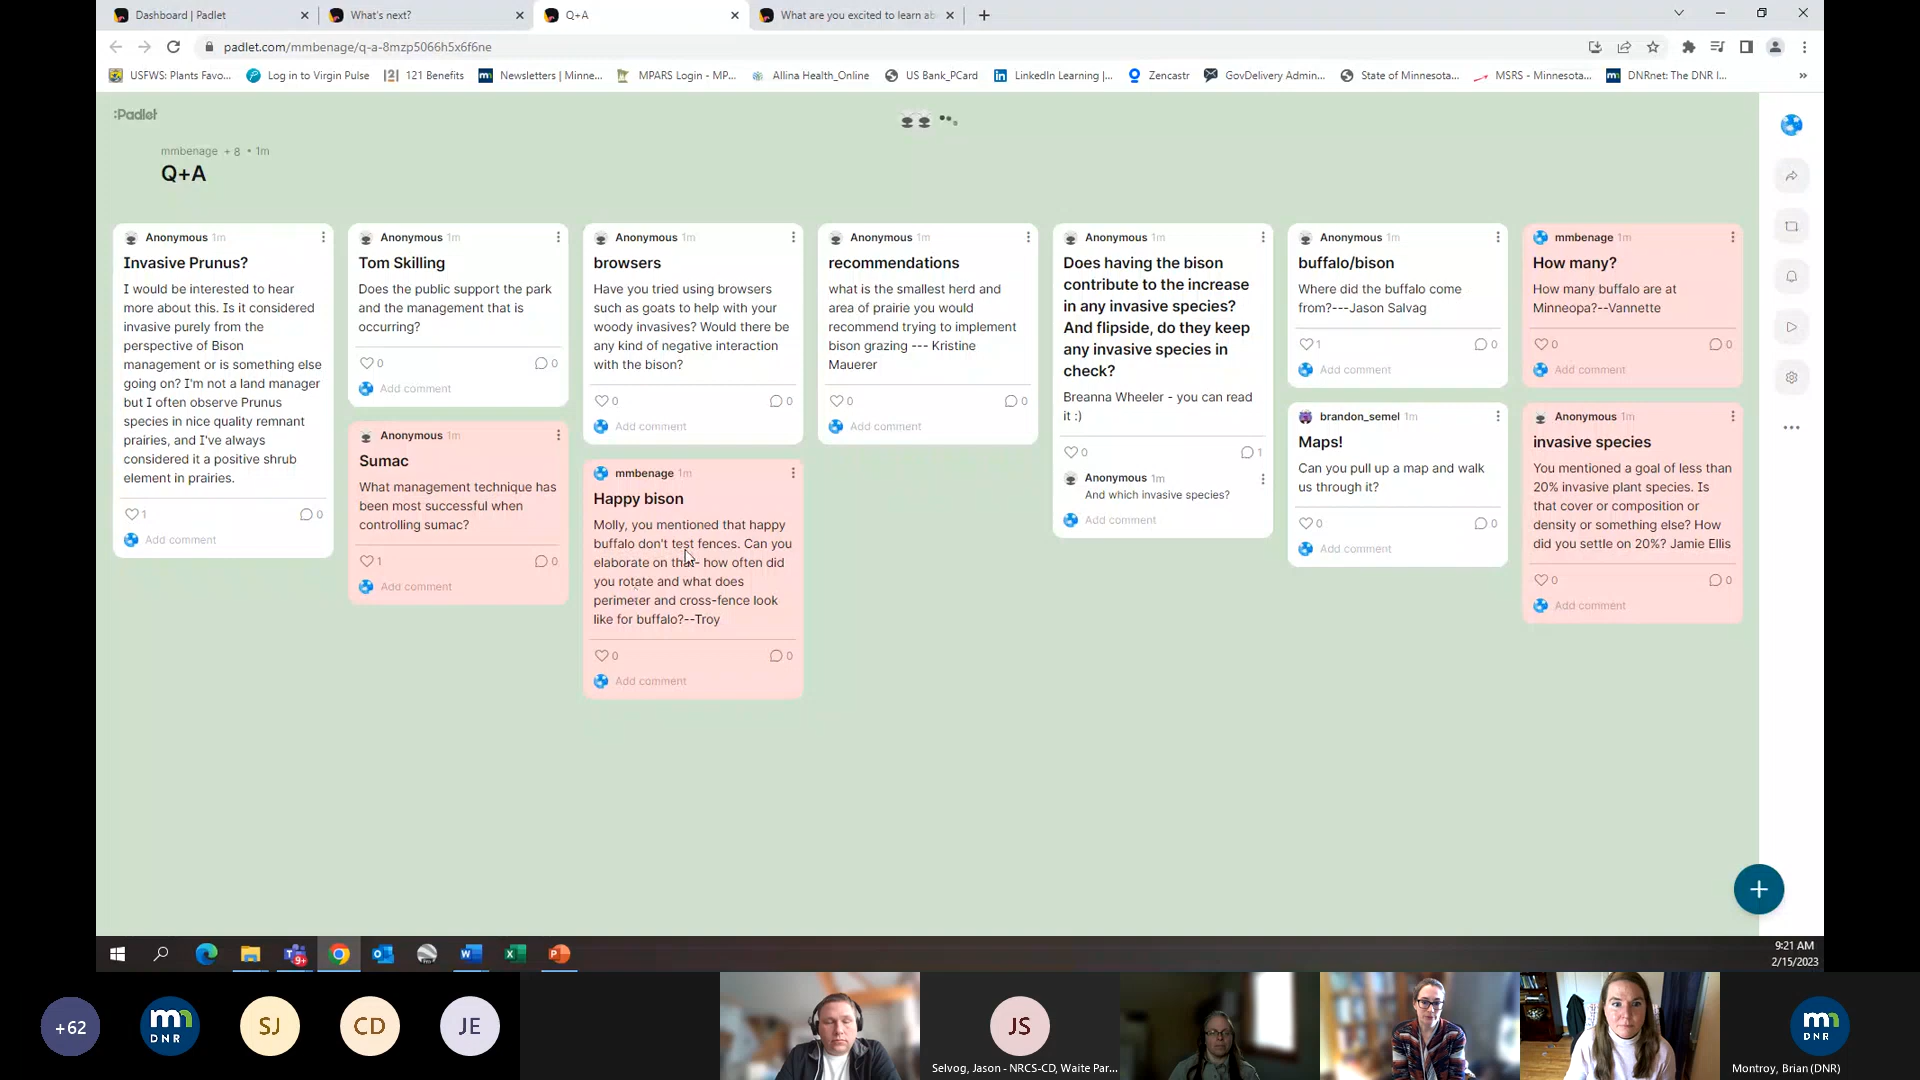 Dashboard | Padlet
What's next?
Q+A
What are you excited to learn ab
padlet.com/mmbenage/q-a-8mzp5066h5x6f6ne
USFWS: Plants Favo...
Log in to Virgin Pulse
121 Benefits
Newsletters | Minne...
MPARS Login - MP...
Allina Health_Online
US Bank_PCard
LinkedIn Learning |...
Zencastr
GovDelivery Admin...
State of Minnesota...
MSRS - Minnesota...
DNRnet: The DNR I...
»
:Padlet
mmbenage + 8 • 1m
Q+A
Anonymous 1m
Invasive Prunus?
I would be interested to hear
more about this. Is it considered
invasive purely from the
perspective of Bison
management or is something else
going on? I'm not a land manager
but I often observe Prunus
species in nice quality remnant
prairies, and I've always
considered it a positive shrub
element in prairies.
1 0
Add comment
Anonymous 1m
Tom Skilling
Does the public support the park
and the management that is
occurring?
0 0
Add comment
Anonymous 1m
Sumac
What management technique has
been most successful when
controlling sumac?
1 0
Add comment
Anonymous 1m
browsers
Have you tried using browsers
such as goats to help with your
woody invasives? Would there be
any kind of negative interaction
with the bison?
0 0
Add comment
mmbenage 1m
Happy bison
Molly, you mentioned that happy
buffalo don't test fences. Can you
elaborate on that- how often did
you rotate and what does
perimeter and cross-fence look
like for buffalo?--Troy
0 0
Add comment
Anonymous 1m
recommendations
what is the smallest herd and
area of prairie you would
recommend trying to implement
bison grazing --- Kristine
Mauerer
0 0
Add comment
Anonymous 1m
Does having the bison
contribute to the increase
in any invasive species?
And flipside, do they keep
any invasive species in
check?
Breanna Wheeler - you can read
it :)
0 1
Anonymous 1m
And which invasive species?
Add comment
Anonymous 1m
buffalo/bison
Where did the buffalo come
from?---Jason Salvag
1 0
Add comment
brandon_semel 1m
Maps!
Can you pull up a map and walk
us through it?
0 0
Add comment
mmbenage 1m
How many?
How many buffalo are at
Minneopa?--Vannette
0 0
Add comment
Anonymous 1m
invasive species
You mentioned a goal of less than
20% invasive plant species. Is
that cover or composition or
density or something else? How
did you settle on 20%? Jamie Ellis
0 0
Add comment
9+
9:21 AM
2/15/2023
+62
mn
DNR
SJ
CD
JE
JS
Selvog, Jason - NRCS-CD, Waite Par...
mn
DNR
Montroy, Brian (DNR)